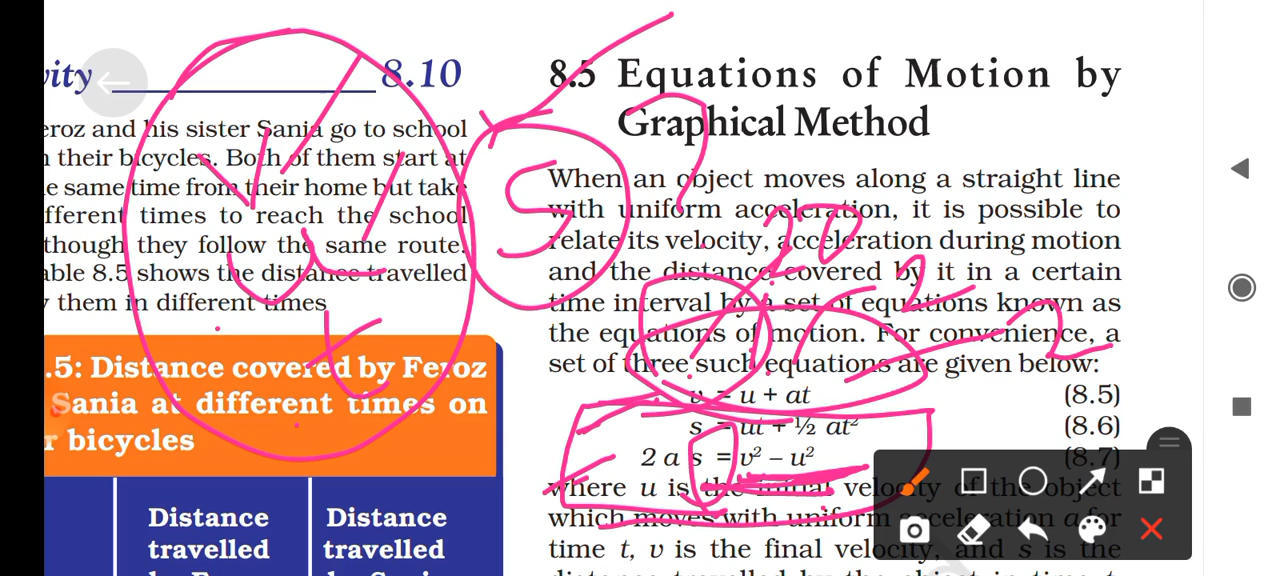 vity 8.10
eroz and his sister Sania go to school
n their bicycles. Both of them start at
e same time from their home but take
fferent times to reach the school
though they follow the same route.
able 8.5 shows the distance travelled
y them in different times
.5: Distance covered by Feroz
Sania at different times on
r bicycles
Distance
travelled
Distance
travelled
8.5 Equations of Motion by
Graphical Method
When an object moves along a straight line
with uniform acceleration, it is possible to
relate its velocity, acceleration during motion
and the distance covered by it in a certain
time interval by a set of equations known as
the equations of motion. For convenience, a
set of three such equations are given below:
v = u + at (8.5)
s = ut + ½ at² (8.6)
2 a s = v² – u² (8.7)
where u is the initial velocity of the object
which moves with uniform acceleration a for
time t, v is the final velocity, and s is the
S